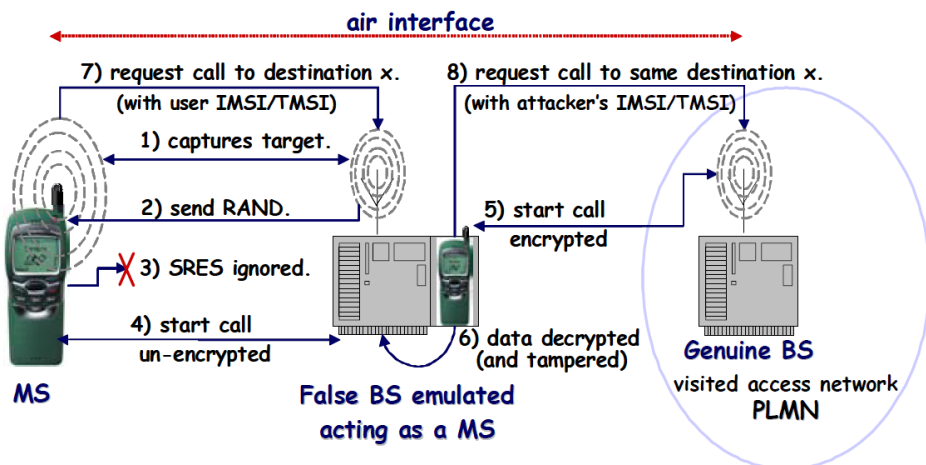 air interface
7) request call to destination x.
(with user IMSI/TMSI)
8) request call to same destination x.
(with attacker's IMSI/TMSI)
1) captures target.
2) send RAND.
3) SRES ignored.
4) start call
un-encrypted
5) start call
encrypted
6) data decrypted
(and tampered)
MS
False BS emulated
acting as a MS
Genuine BS
visited access network
PLMN